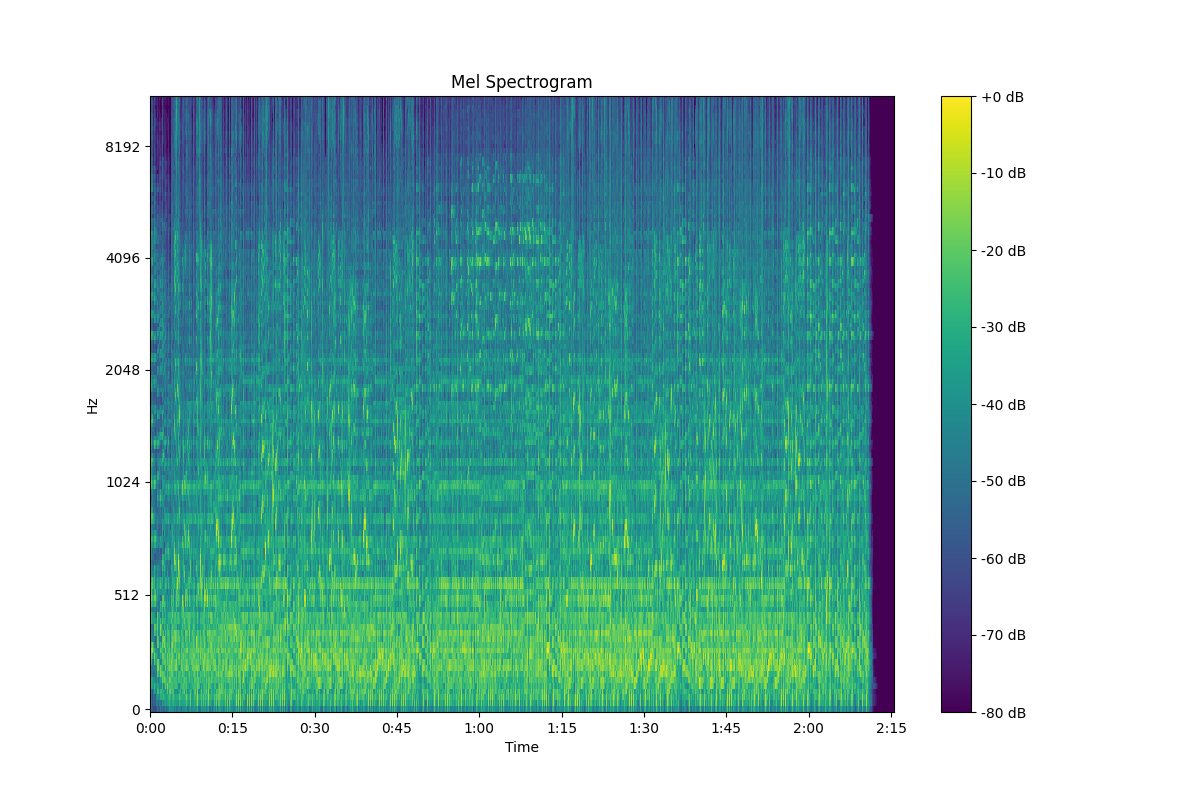 Mel Spectrogram
Hz
8192
4096
2048
1024
512
0
0:00 0:15 0:30 0:45 1:00 1:15 1:30 1:45 2:00 2:15
Time
+0 dB
-10 dB
-20 dB
-30 dB
-40 dB
-50 dB
-60 dB
-70 dB
-80 dB